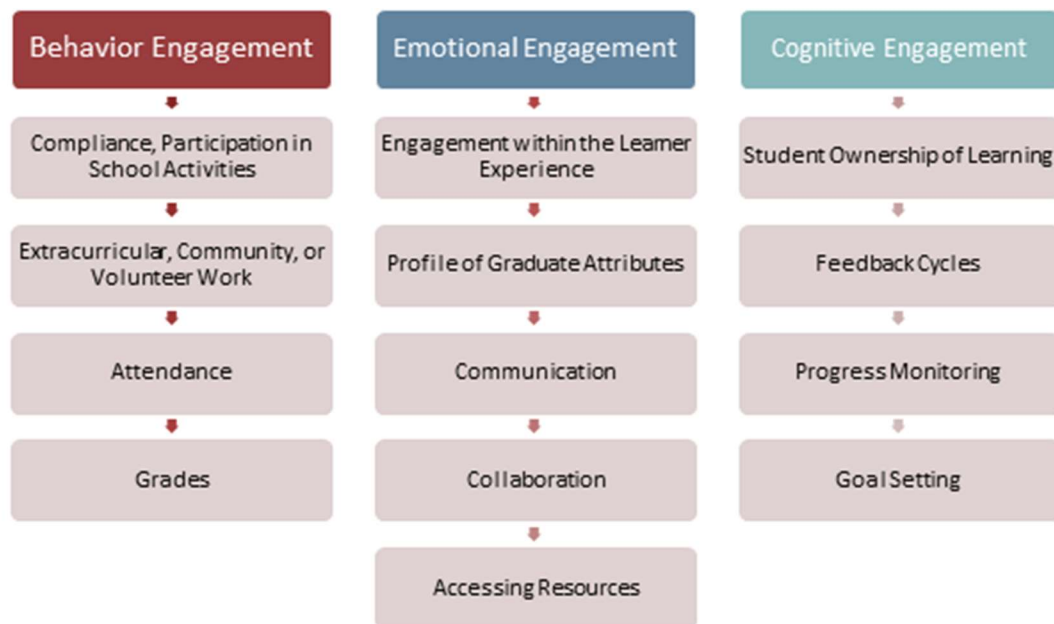 Behavior Engagement
Compliance, Participation in
School Activities
Extracurricular, Community, or
Volunteer Work
Attendance
Grades
Emotional Engagement
Engagement within the Learner
Experience
Profile of Graduate Attributes
Communication
Collaboration
Accessing Resources
Cognitive Engagement
Student Ownership of Learning
Feedback Cycles
Progress Monitoring
Goal Setting